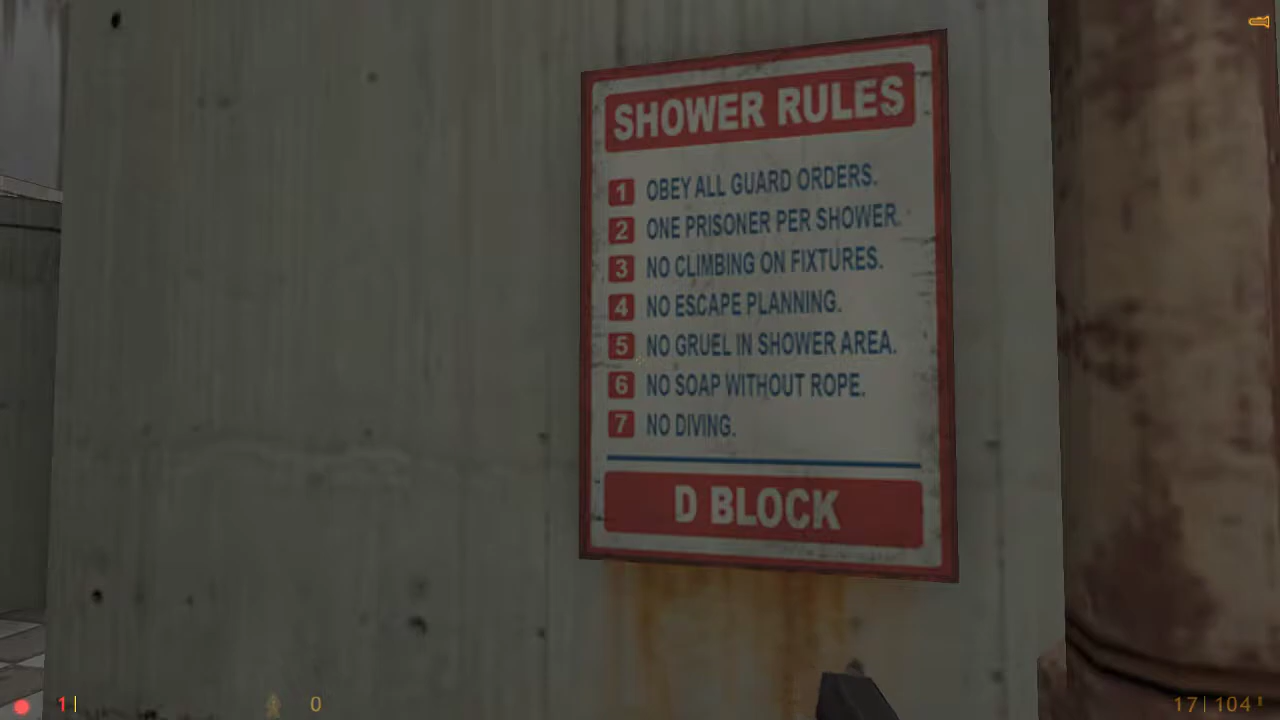 SHOWER RULES
1 OBEY ALL GUARD ORDERS.
2 ONE PRISONER PER SHOWER.
3 NO CLIMBING ON FIXTURES.
4 NO ESCAPE PLANNING.
5 NO GRUEL IN SHOWER AREA.
6 NO SOAP WITHOUT ROPE.
7 NO DIVING.
D BLOCK
1| 0 17|104